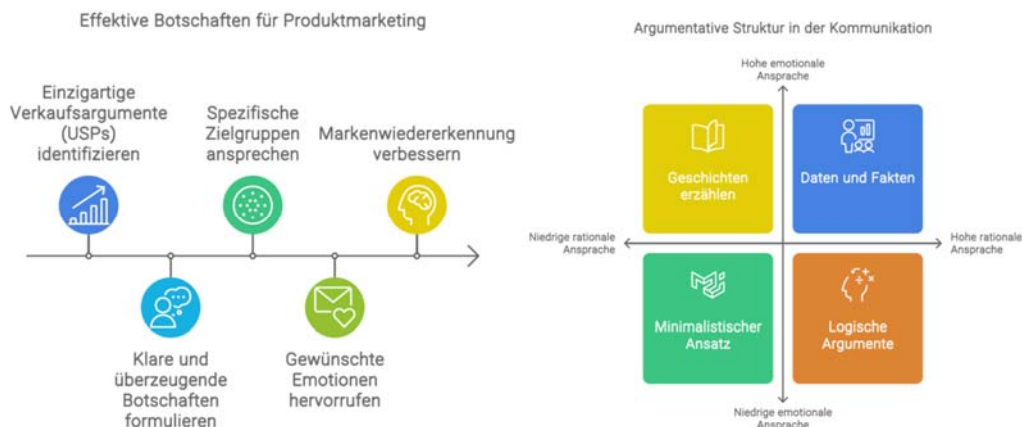 Effektive Botschaften für Produktmarketing
Einzigartige
Verkaufsargumente
(USPs)
identifizieren
Spezifische
Zielgruppen
ansprechen
Markenwiedererkennung
verbessern
Klare und
überzeugende
Botschaften
formulieren
Gewünschte
Emotionen
hervorrufen
Argumentative Struktur in der Kommunikation
Hohe emotionale
Ansprache
Geschichten
erzählen
Daten und Fakten
Niedrige rationale
Ansprache
Hohe rationale
Ansprache
Minimalistischer
Ansatz
Logische
Argumente
Niedrige emotionale
Ansprache